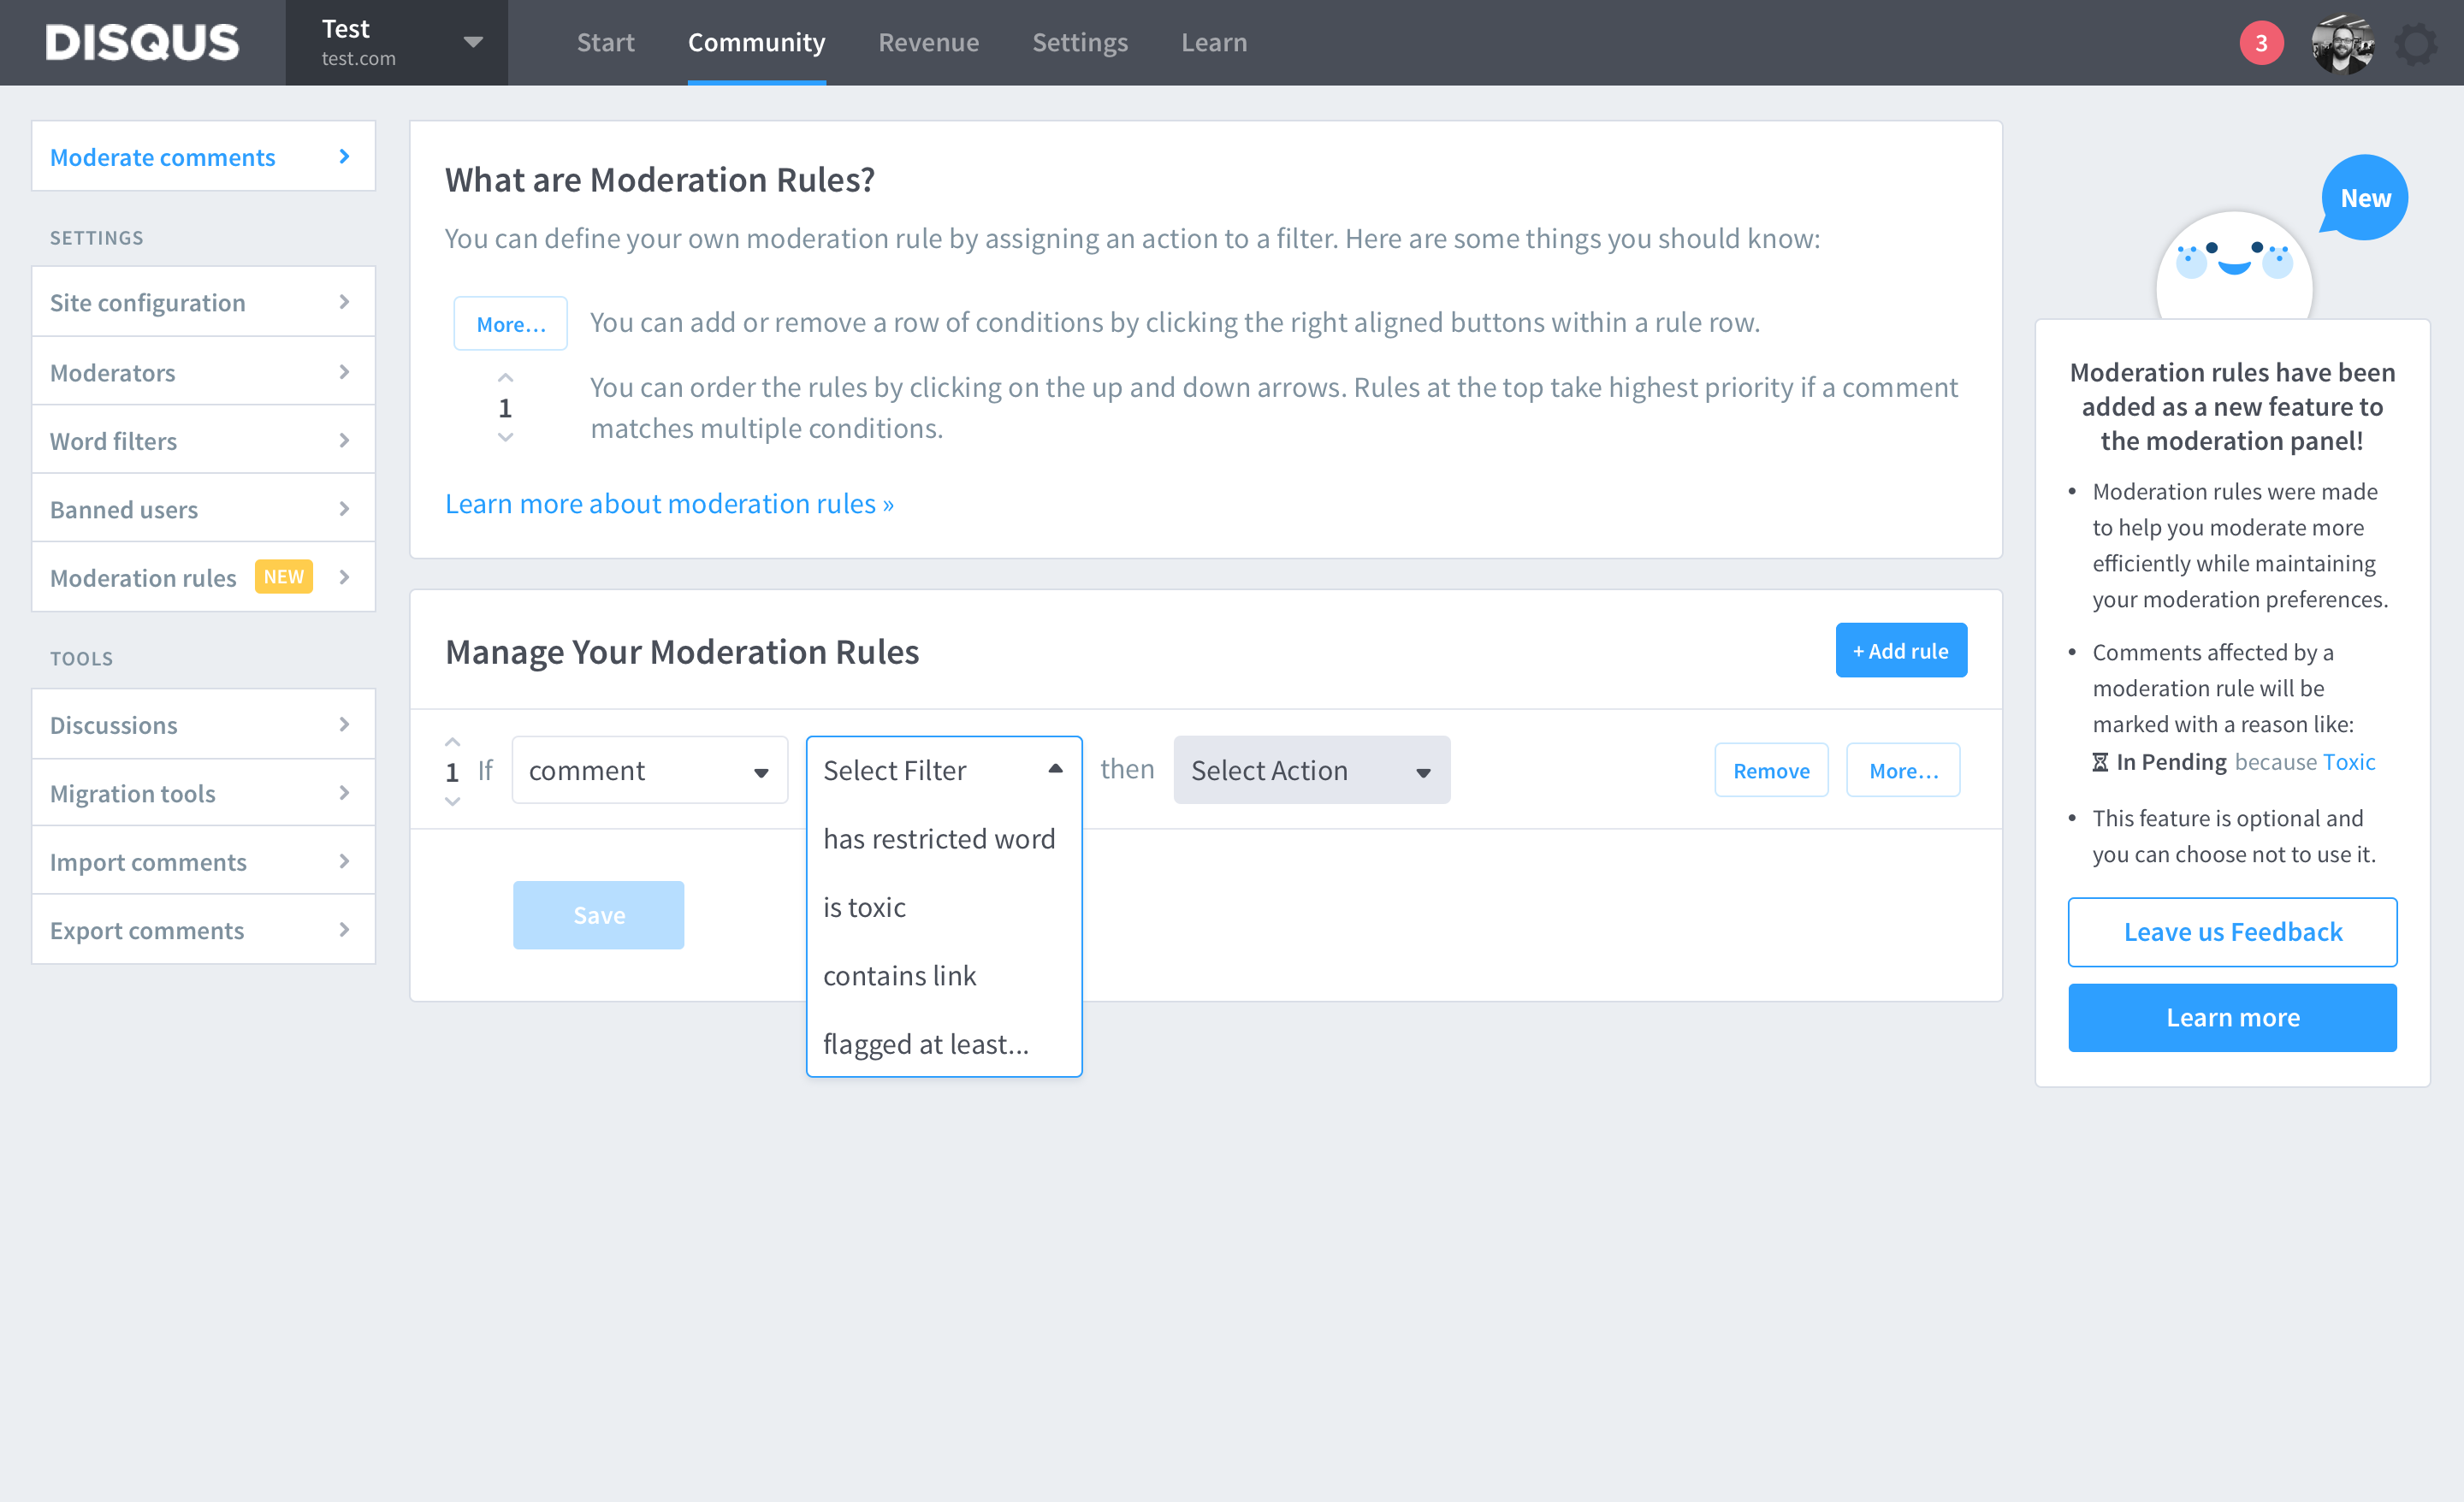 DISQUS
Test
test.com
Start
Community
Revenue
Settings
Learn
3
Moderate comments
SETTINGS
Site configuration
Moderators
Word filters
Banned users
Moderation rules NEW
TOOLS
Discussions
Migration tools
Import comments
Export comments
What are Moderation Rules?
You can define your own moderation rule by assigning an action to a filter. Here are some things you should know:
More...
You can add or remove a row of conditions by clicking the right aligned buttons within a rule row.
1
You can order the rules by clicking on the up and down arrows. Rules at the top take highest priority if a comment
matches multiple conditions.
Learn more about moderation rules »
Manage Your Moderation Rules
+ Add rule
1 If comment Select Filter then Select Action Remove More...
has restricted word
is toxic
contains link
flagged at least...
Save
New
Moderation rules have been
added as a new feature to
the moderation panel!
• Moderation rules were made
to help you moderate more
efficiently while maintaining
your moderation preferences.
• Comments affected by a
moderation rule will be
marked with a reason like:
In Pending because Toxic
• This feature is optional and
you can choose not to use it.
Leave us Feedback
Learn more